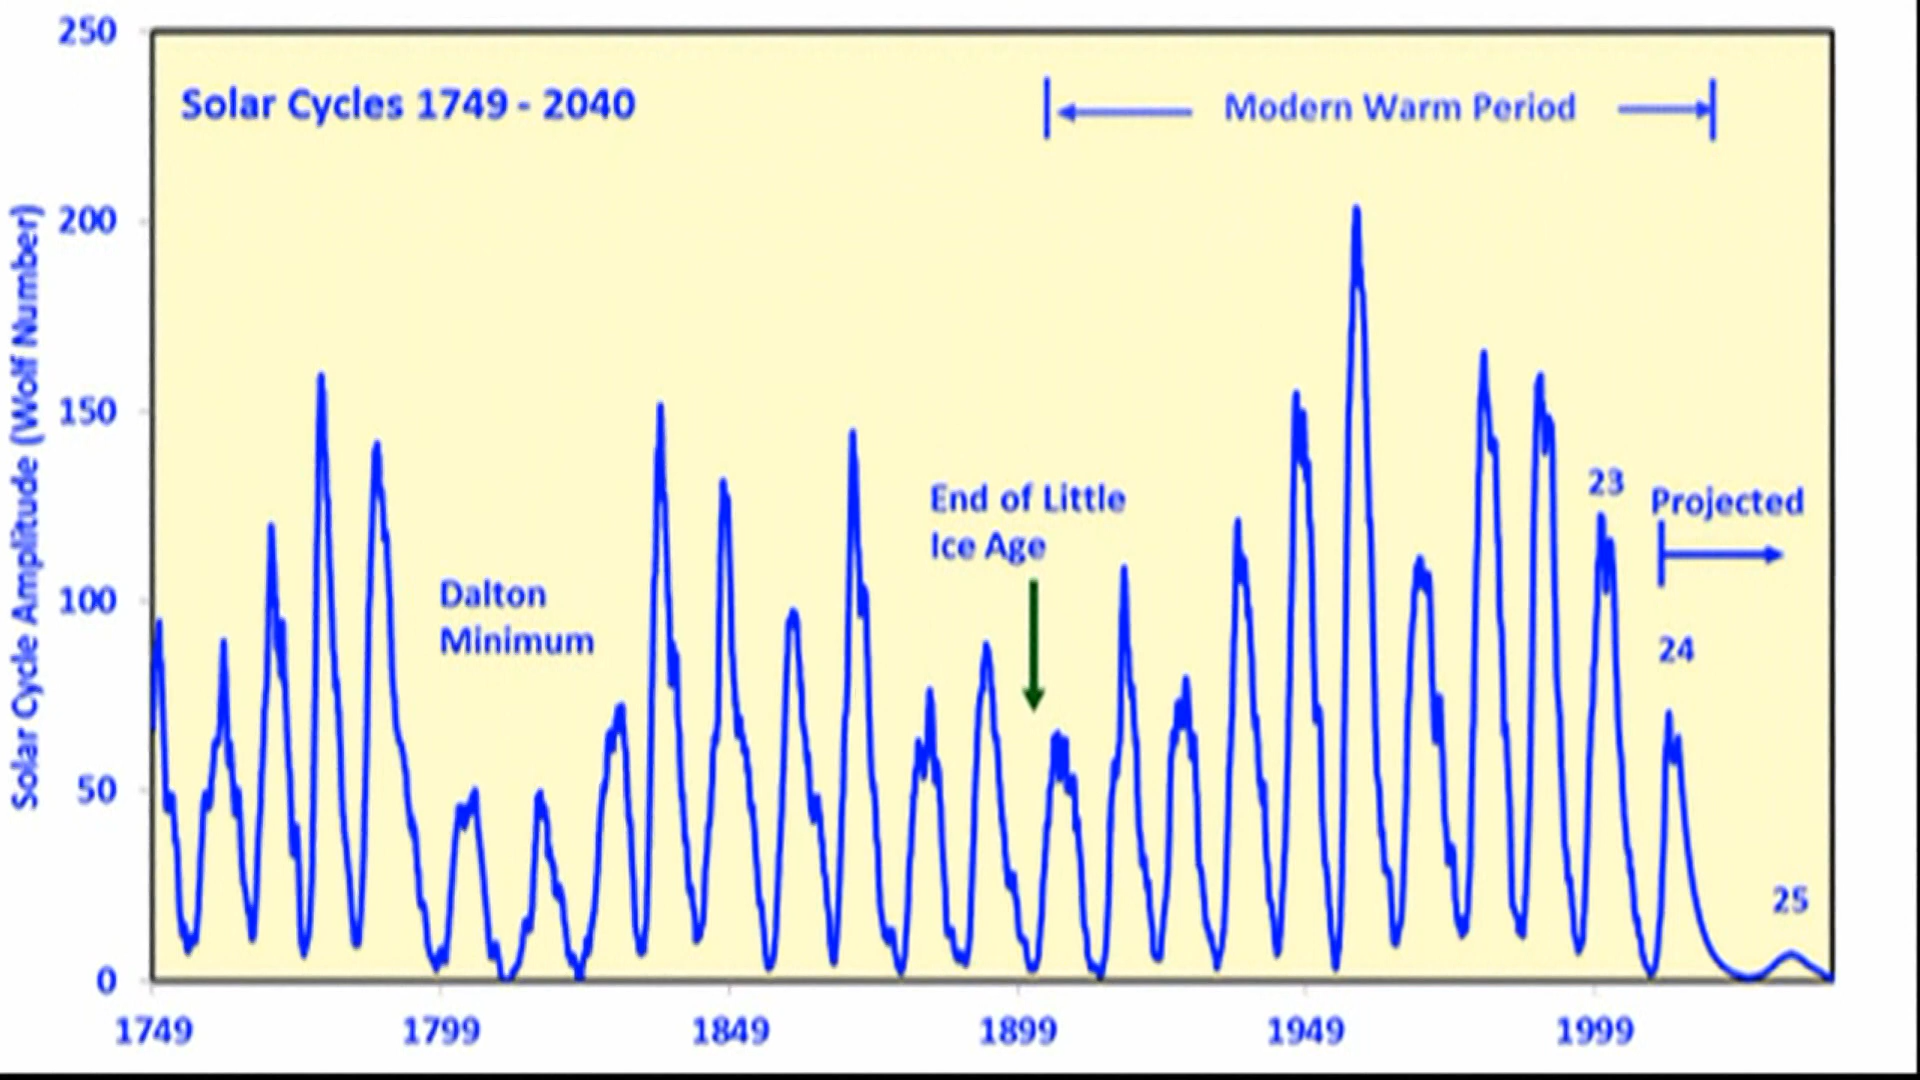 250
Solar Cycles 1749 - 2040
Modern Warm Period
200
Solar Cycle Amplitude (Wolf Number)
150
23
Projected
End of Little
Ice Age
100
Dalton
Minimum
24
50
25
0
1749
1799
1849
1899
1949
1999